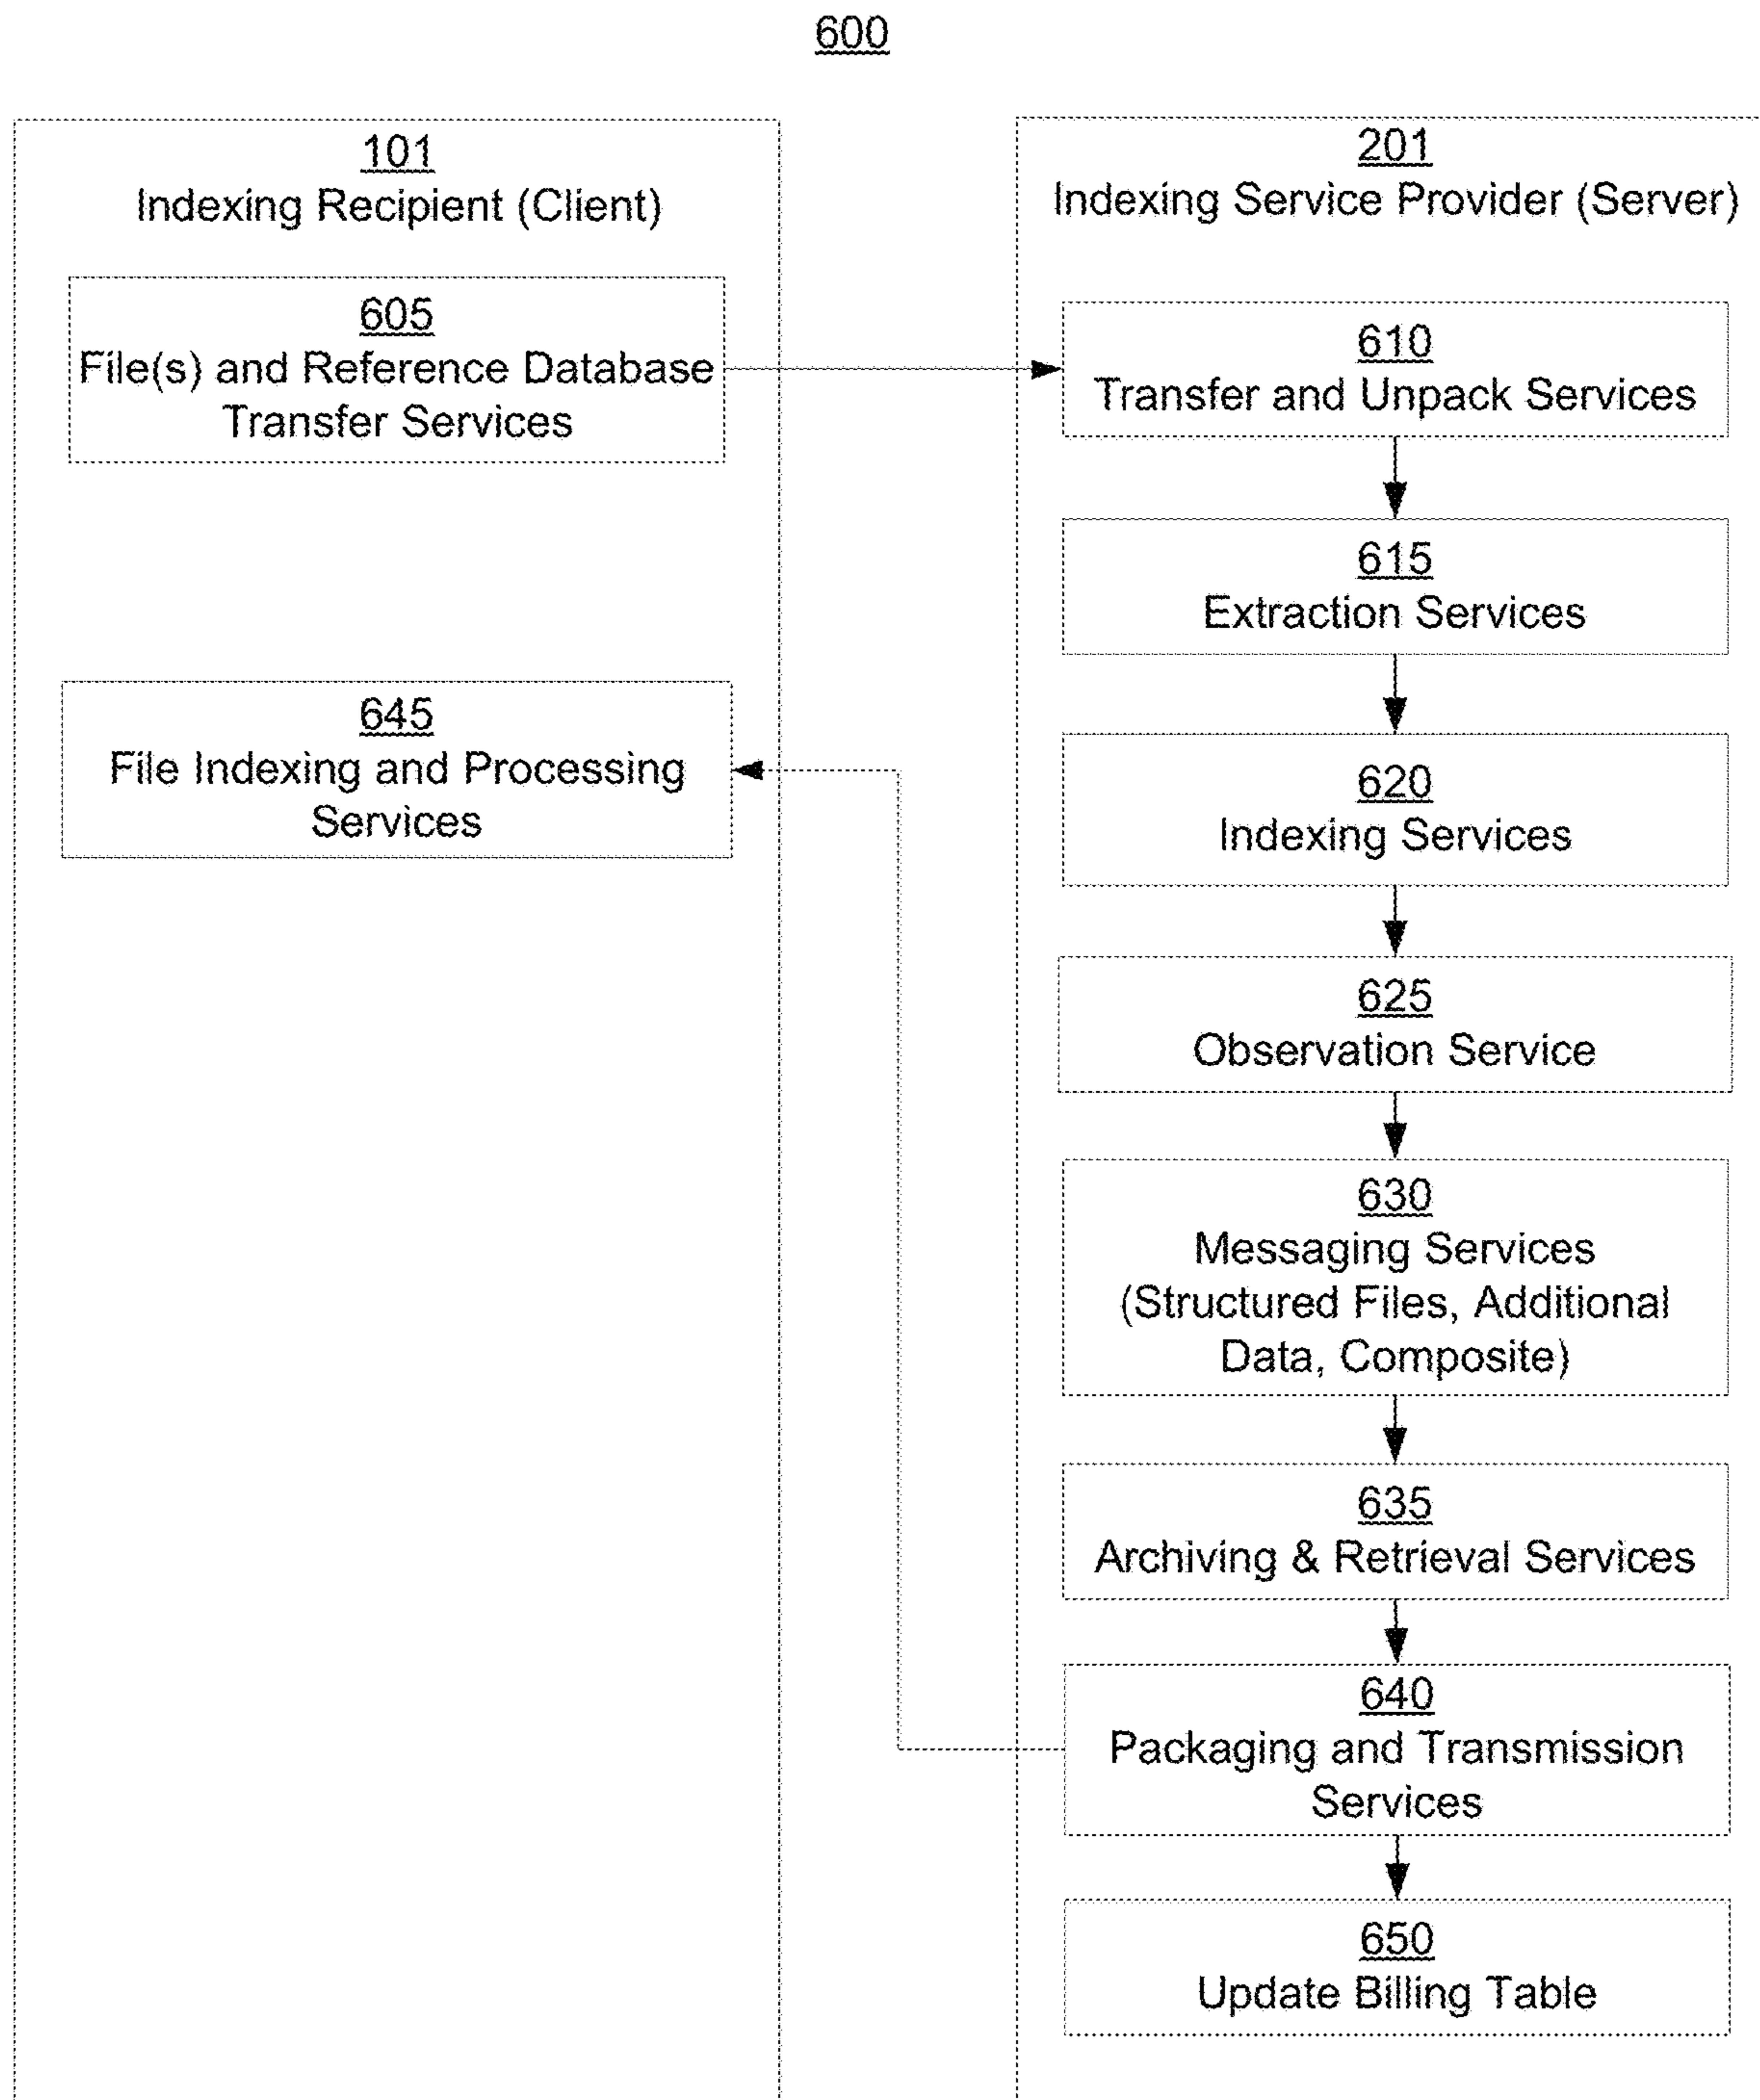 600
101
Indexing Recipient (Client)
605
File(s) and Reference Database
Transfer Services
645
File Indexing and Processing
Services
201
Indexing Service Provider (Server)
610
Transfer and Unpack Services
615
Extraction Services
620
Indexing Services
625
Observation Service
630
Messaging Services
(Structured Files, Additional
Data, Composite)
635
Archiving & Retrieval Services
640
Packaging and Transmission
Services
650
Update Billing Table